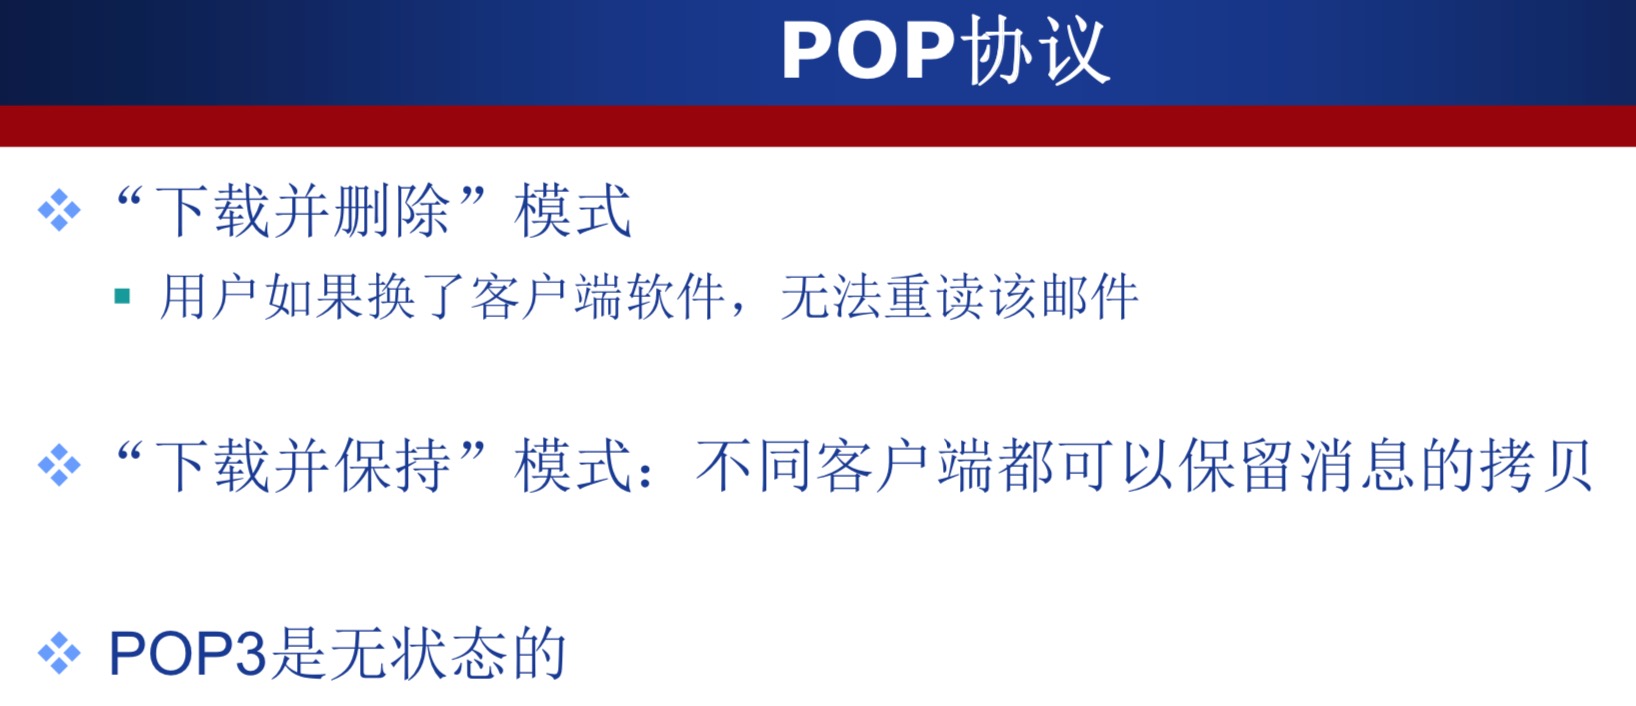 POP协议
“下载并删除”模式
用户如果换了客户端软件，无法重读该邮件
“下载并保持”模式：不同客户端都可以保留消息的拷贝
POP3是无状态的